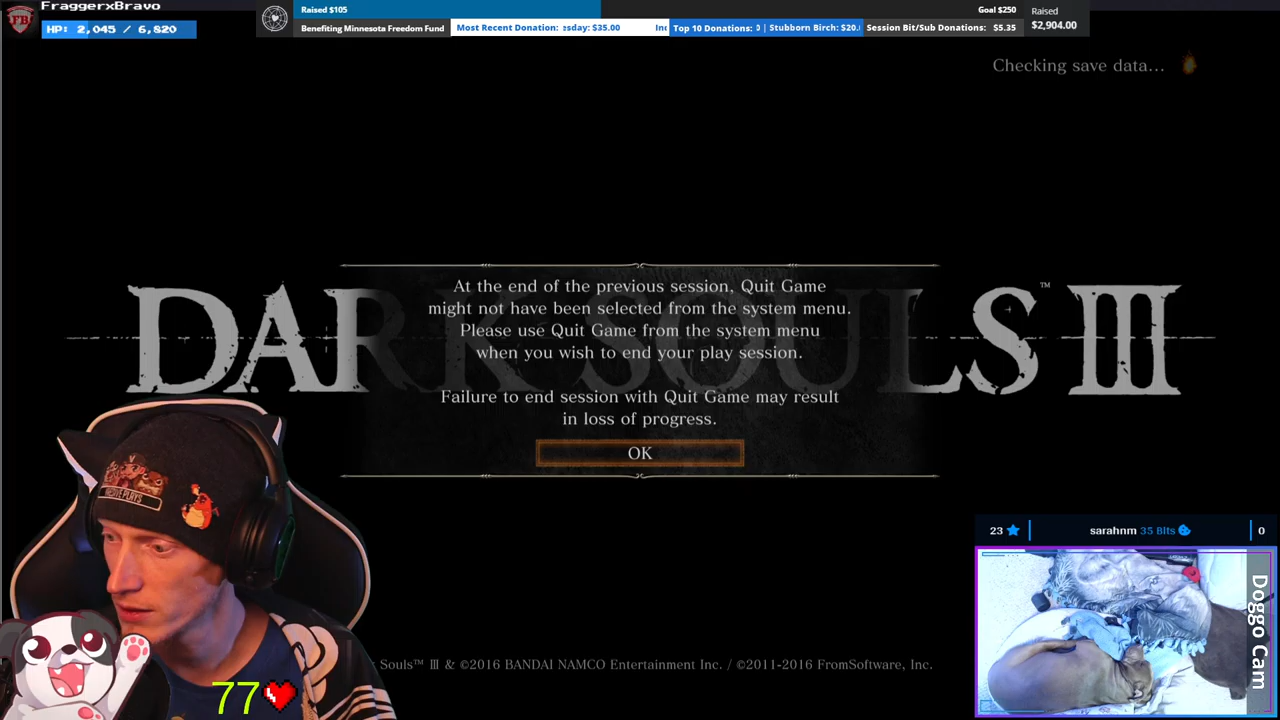 FraggerxBravo
FB
HP: 2,045 / 6,820
Raised $105
Goal $250
Benefiting Minnesota Freedom Fund
Most Recent Donation: esday: $35.00
Top 10 Donations: 0 | Stubborn Birch: $20.
Session Bit/Sub Donations: $5.35
Raised
$2,904.00
Checking save data...
DARK SOULS III
™
At the end of the previous session, Quit Game
might not have been selected from the system menu.
Please use Quit Game from the system menu
when you wish to end your play session.
Failure to end session with Quit Game may result
in loss of progress.
OK
Souls™ III & ©2016 BANDAI NAMCO Entertainment Inc. / ©2011-2016 FromSoftware, Inc.
23
sarahnm 35 Bits
0
Doggo Cam
77